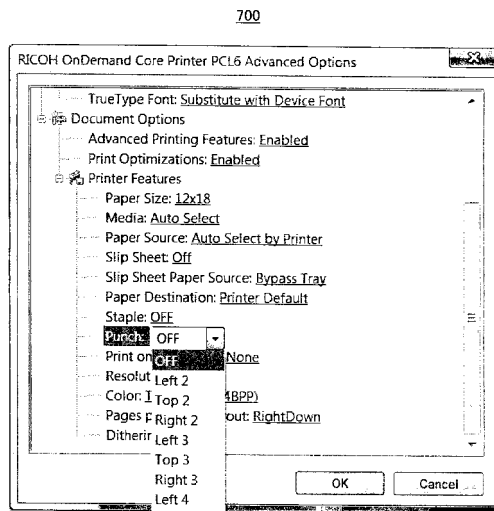 700
RICOH OnDemand Core Printer PCL6 Advanced Options
TrueType Font: Substitute with Device Font
Document Options
Advanced Printing Features: Enabled
Print Optimizations: Enabled
Printer Features
Paper Size: 12x18
Media: Auto Select
Paper Source: Auto Select by Printer
Slip Sheet: Off
Slip Sheet Paper Source: Bypass Tray
Paper Destination: Printer Default
Staple: OFF
Punch: OFF
Print on None
OFF
Resolut
Left 2
Color: 4BPP)
Top 2
Pages p out: RightDown
Right 2
Ditherin
Left 3
Top 3
Right 3
Left 4
OK Cancel